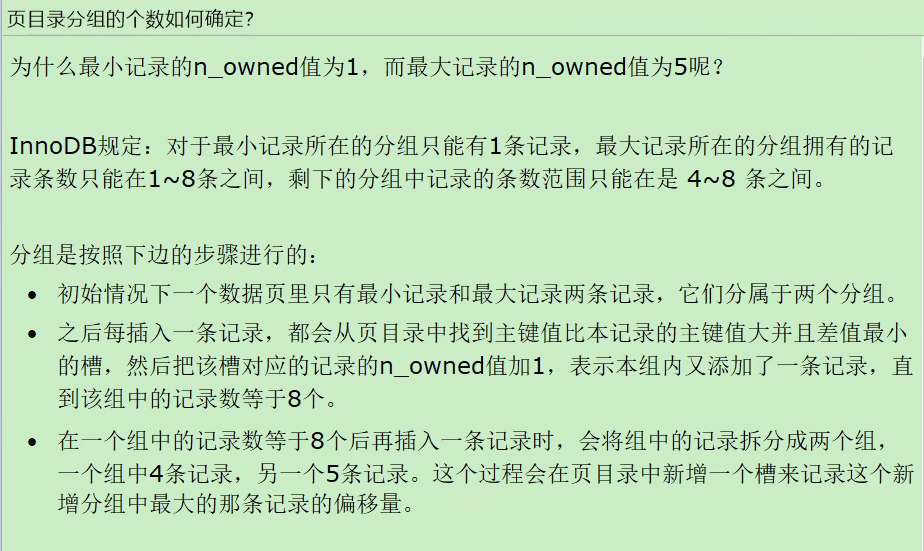 页目录分组的个数如何确定？
为什么最小记录的n_owned值为1，而最大记录的n_owned值为5呢？
InnoDB规定：对于最小记录所在的分组只能有1条记录，最大记录所在的分组拥有的记
录条数只能在1~8条之间，剩下的分组中记录的条数范围只能在是 4~8 条之间。
分组是按照下边的步骤进行的：
• 初始情况下一个数据页里只有最小记录和最大记录两条记录，它们分属于两个分组。
• 之后每插入一条记录，都会从页目录中找到主键值比本记录的主键值大并且差值最小
的槽，然后把该槽对应的记录的n_owned值加1，表示本组内又添加了一条记录，直
到该组中的记录数等于8个。
• 在一个组中的记录数等于8个后再插入一条记录时，会将组中的记录拆分成两个组，
一个组中4条记录，另一个5条记录。这个过程会在页目录中新增一个槽来记录这个新
增分组中最大的那条记录的偏移量。